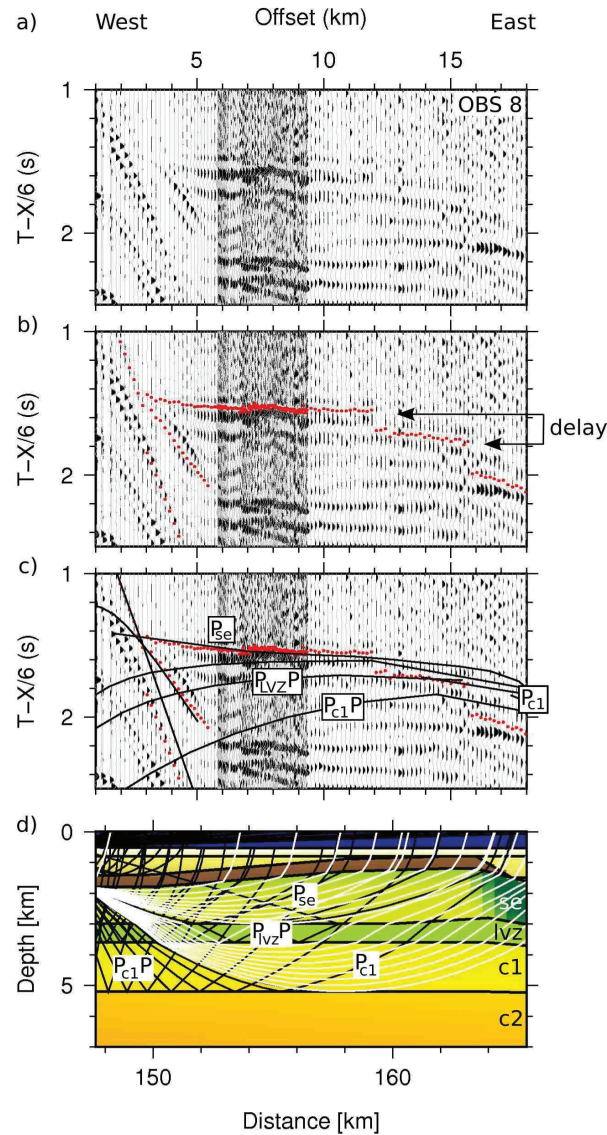 a) West Offset (km) East
5 10 15
1
OBS 8
T–X/6 (s)
2
b)
1
T–X/6 (s)
delay
2
c)
1
Pse
T–X/6 (s)
PLVZP
Pc1
2
Pc1P
d)
0
Pse
se
Depth [km]
Plvz P
lvz
Pc1P
Pc1
c1
5
c2
150 160
Distance [km]